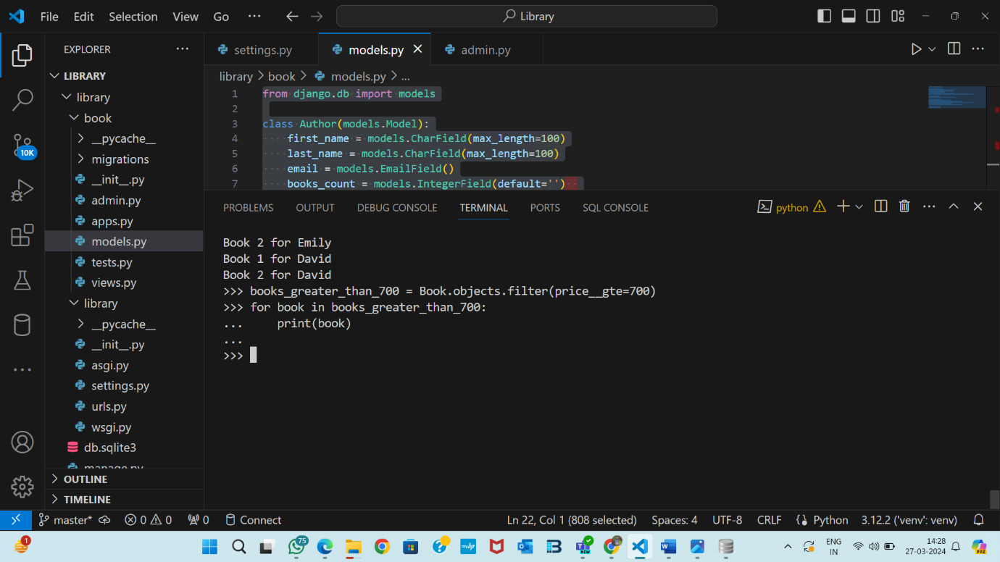 File Edit Selection View Go ... Library
EXPLORER ...
LIBRARY
library
book
__pycache__
migrations
__init__.py
admin.py
apps.py
models.py
tests.py
views.py
library
__pycache__
__init__.py
asgi.py
settings.py
urls.py
wsgi.py
db.sqlite3
manage.py
OUTLINE
TIMELINE
10K
settings.py models.py admin.py
library > book > models.py > ...
1 from django.db import models
2
3 class Author(models.Model):
4 first_name = models.CharField(max_length=100)
5 last_name = models.CharField(max_length=100)
6 email = models.EmailField()
7 books_count = models.IntegerField(default='')
PROBLEMS OUTPUT DEBUG CONSOLE TERMINAL PORTS SQL CONSOLE python
Book 2 for Emily
Book 1 for David
Book 2 for David
>>> books_greater_than_700 = Book.objects.filter(price__gte=700)
>>> for book in books_greater_than_700:
... print(book)
...
>>>
master* 0 0 0 Connect Ln 22, Col 1 (808 selected) Spaces: 4 UTF-8 CRLF Python 3.12.2 ('venv': venv)
1 75 myhp NEW ENG 14:28 PRE
IN 27-03-2024